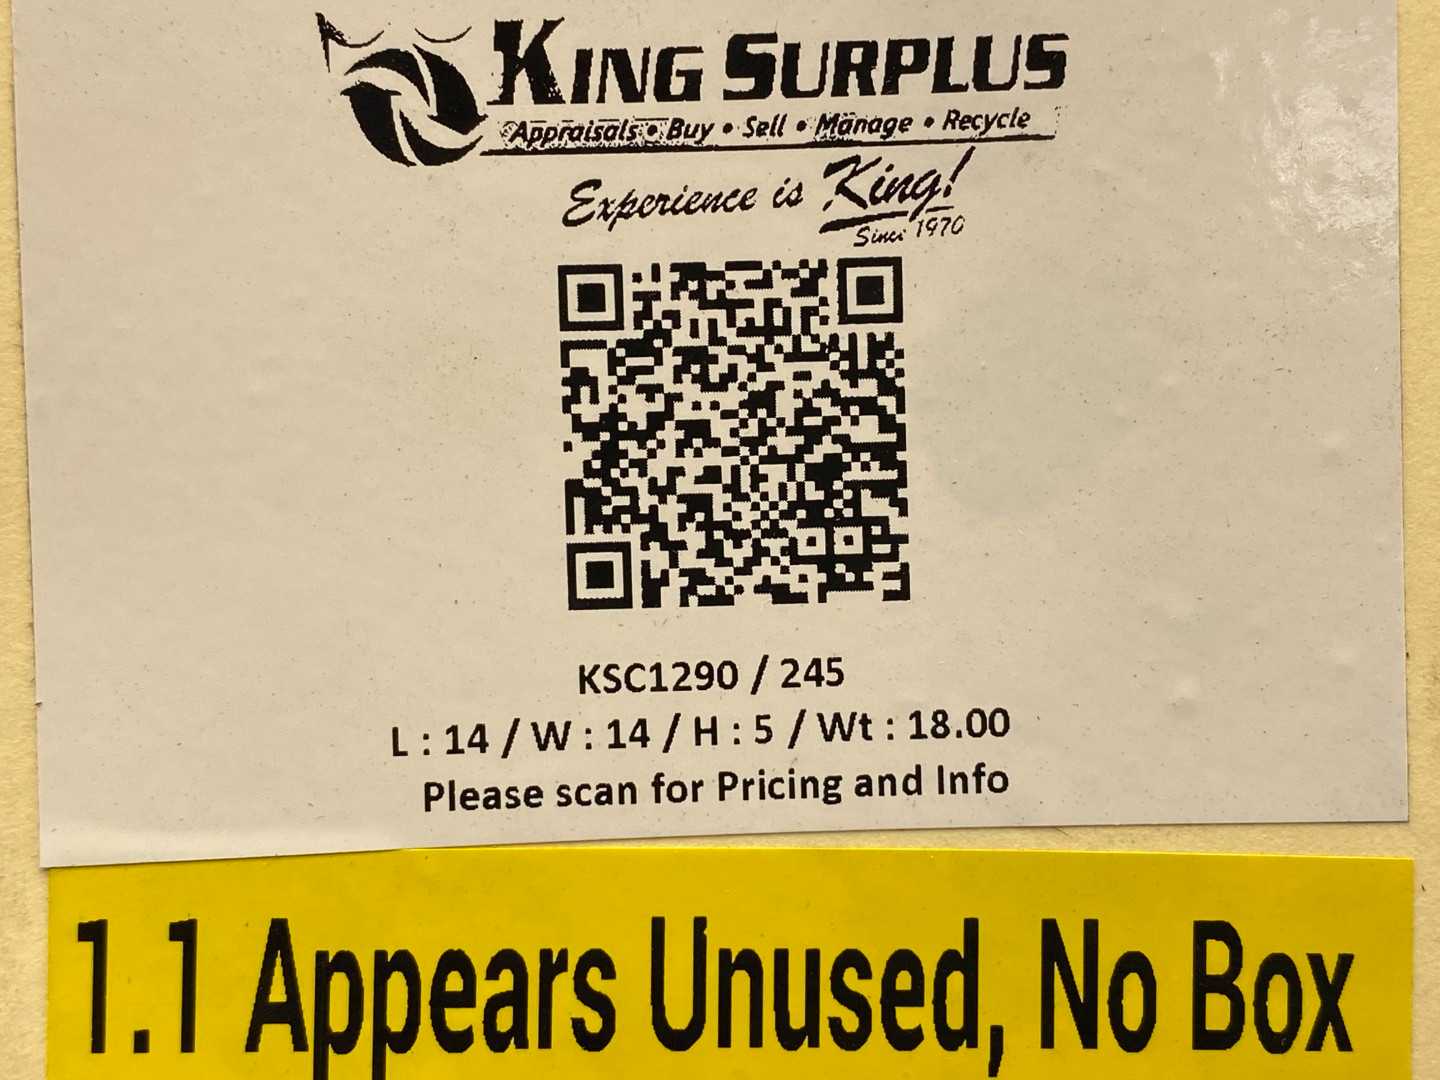 KING SURPLUS
Appraisals • Buy • Sell • Manage • Recycle
Experience is King!
Since 1970
KSC1290 / 245
L : 14 / W : 14 / H : 5 / Wt : 18.00
Please scan for Pricing and Info
1.1 Appears Unused, No Box